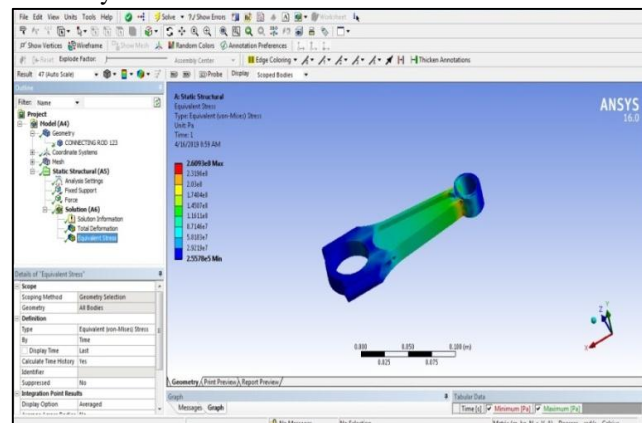 File Edit View Units Tools Help
Solve ?/ Show Errors
Worksheet
Show Vertices Wireframe Show Mesh Random Colors Annotation Preferences
Reset Explode Factor: Assembly Center Edge Coloring Thicken Annotations
Result 47 (Auto Scale) Probe Display Scoped Bodies
Outline
Filter: Name
Project
Model (A4)
Geometry
CONNECTING ROD 123
Coordinate Systems
Mesh
Static Structural (A5)
Analysis Settings
Fixed Support
Force
Solution (A6)
Solution Information
Total Deformation
Equivalent Stress
Details of "Equivalent Stress"
Scope
Scoping Method Geometry Selection
Geometry All Bodies
Definition
Type Equivalent (von-Mises) Stress
By Time
Display Time Last
Calculate Time History Yes
Identifier
Suppressed No
Integration Point Results
Display Option Averaged
A: Static Structural
Equivalent Stress
Type: Equivalent (von-Mises) Stress
Unit: Pa
Time: 1
4/16/2019 8:59 AM
ANSYS
16.0
0.000 0.050 0.100 (m)
0.025 0.075
X
Y
Z
Geometry Print Preview Report Preview
Graph
Messages Graph
Tabular Data
Time [s] Minimum [Pa] Maximum [Pa]
No Messages No Selection